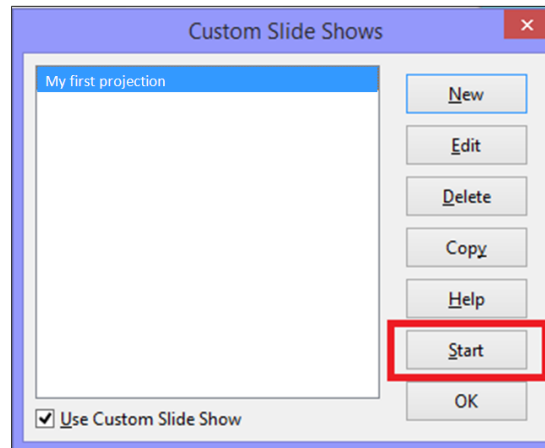 Custom Slide Shows
My first projection
New
Edit
Delete
Copy
Help
Start
OK
Use Custom Slide Show